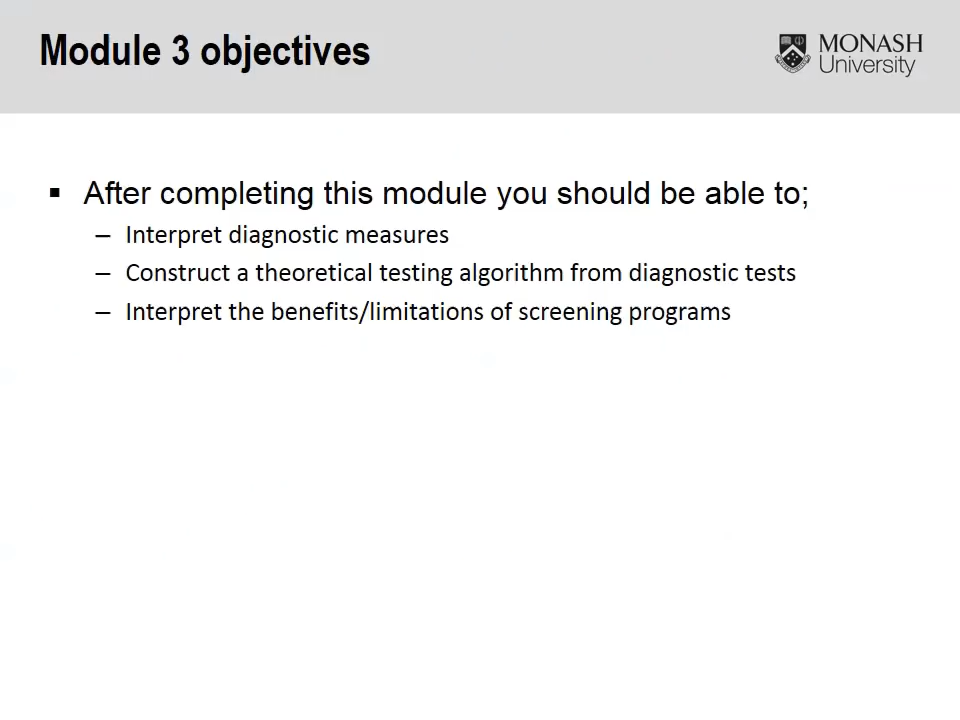 Module 3 objectives
MONASH
University
▪ After completing this module you should be able to;
– Interpret diagnostic measures
– Construct a theoretical testing algorithm from diagnostic tests
– Interpret the benefits/limitations of screening programs